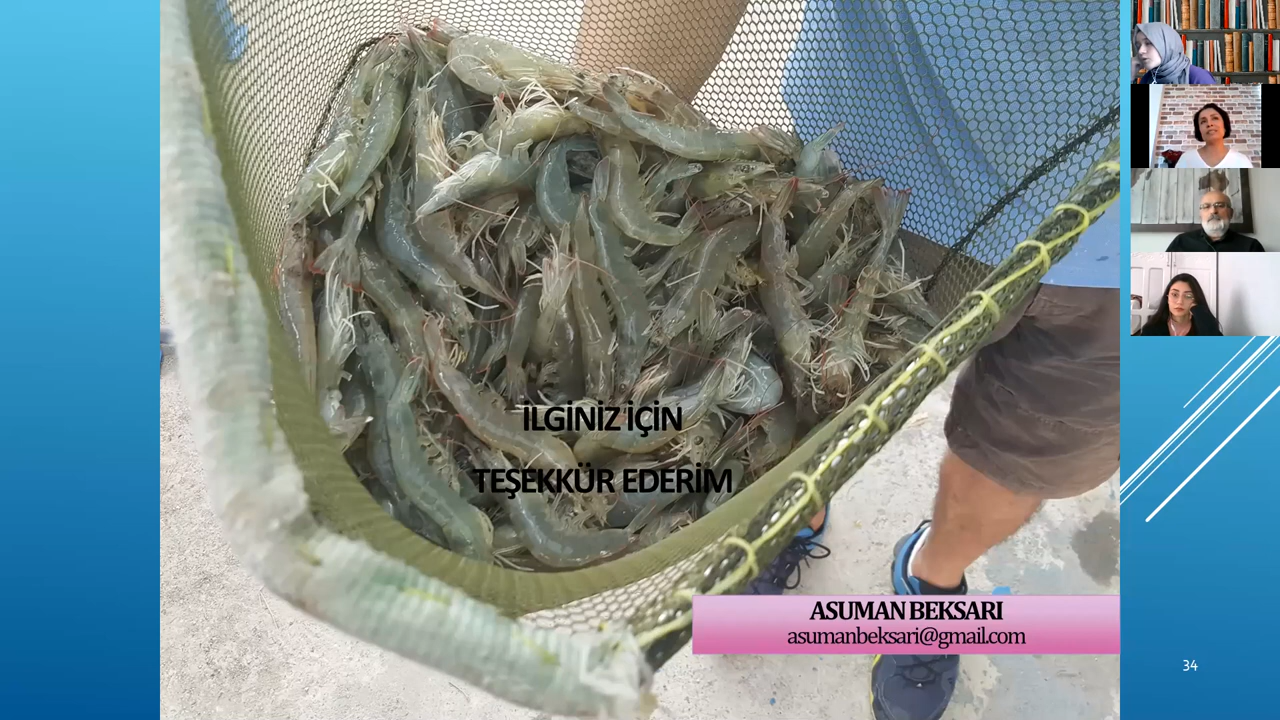 İLGİNİZ İÇİN
TEŞEKKÜR EDERİM
ASUMAN BEKSARI
asumanbeksari@gmail.com
34